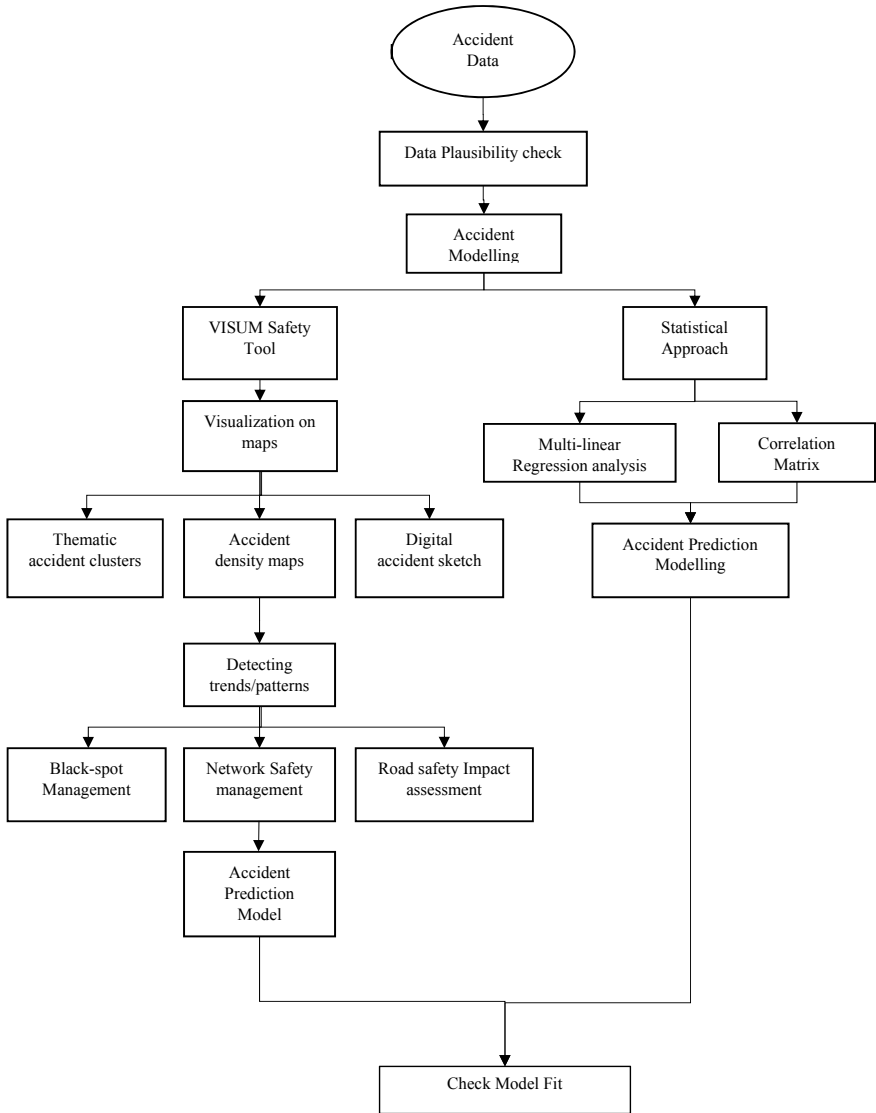 Accident
Data
Data Plausibility check
Accident
Modelling
VISUM Safety
Tool
Statistical
Approach
Visualization on
maps
Multi-linear
Regression analysis
Correlation
Matrix
Thematic
accident clusters
Accident
density maps
Digital
accident sketch
Accident Prediction
Modelling
Detecting
trends/patterns
Black-spot
Management
Network Safety
management
Road safety Impact
assessment
Accident
Prediction
Model
Check Model Fit